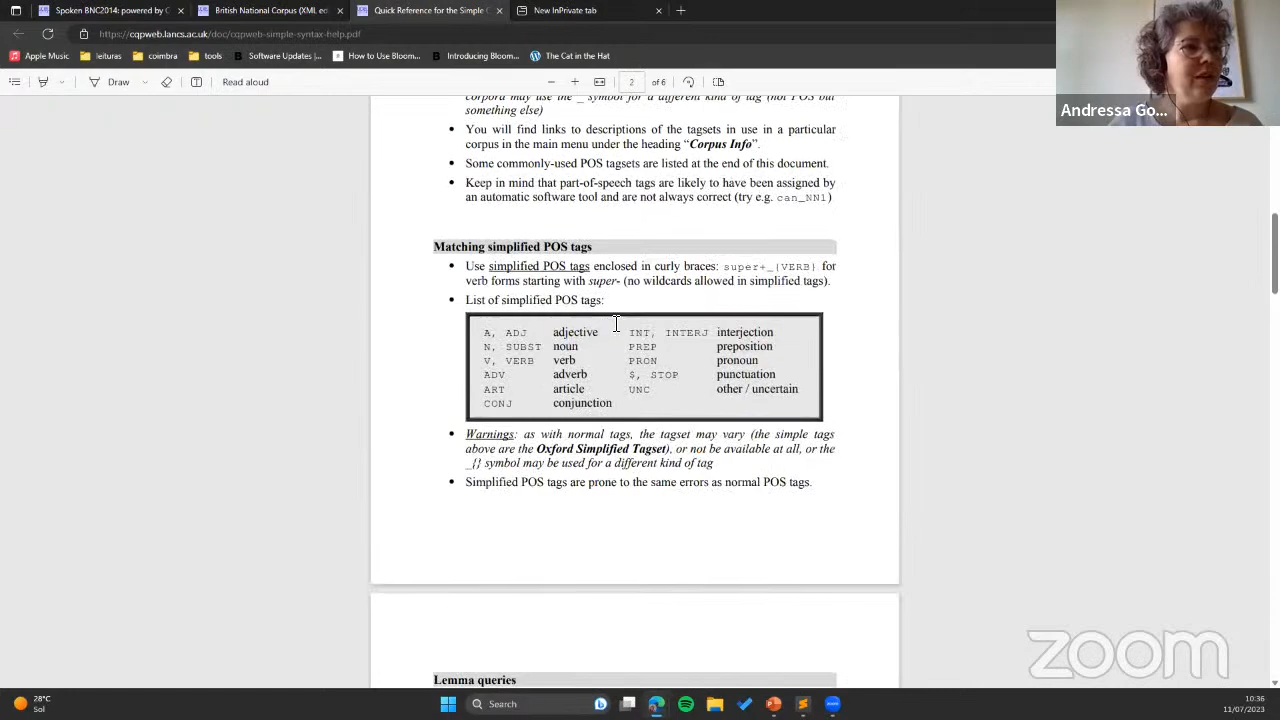 Spoken BNC2014: powered by C
British National Corpus (XML edi
Quick Reference for the Simple Q
New InPrivate tab
https://cqpweb.lancs.ac.uk/doc/cqpweb-simple-syntax-help.pdf
Apple Music
leituras
coimbra
tools
Software Updates |...
How to Use Bloom...
Introducing Bloom...
The Cat in the Hat
Draw
Read aloud
2 of 6
Andressa Go...
corpora may use the _ symbol for a different kind of tag (not POS but
something else)
• You will find links to descriptions of the tagsets in use in a particular
corpus in the main menu under the heading “Corpus Info”.
• Some commonly-used POS tagsets are listed at the end of this document.
• Keep in mind that part-of-speech tags are likely to have been assigned by
an automatic software tool and are not always correct (try e.g. can_NN1)
Matching simplified POS tags
• Use simplified POS tags enclosed in curly braces: super+_{VERB} for
verb forms starting with super- (no wildcards allowed in simplified tags).
• List of simplified POS tags:
A, ADJ adjective INT, INTERJ interjection
N, SUBST noun PREP preposition
V, VERB verb PRON pronoun
ADV adverb $, STOP punctuation
ART article UNC other / uncertain
CONJ conjunction
• Warnings: as with normal tags, the tagset may vary (the simple tags
above are the Oxford Simplified Tagset), or not be available at all, or the
_{} symbol may be used for a different kind of tag
• Simplified POS tags are prone to the same errors as normal POS tags.
Lemma queries
zoom
28°C
Sol
Search
10:36
11/07/2023